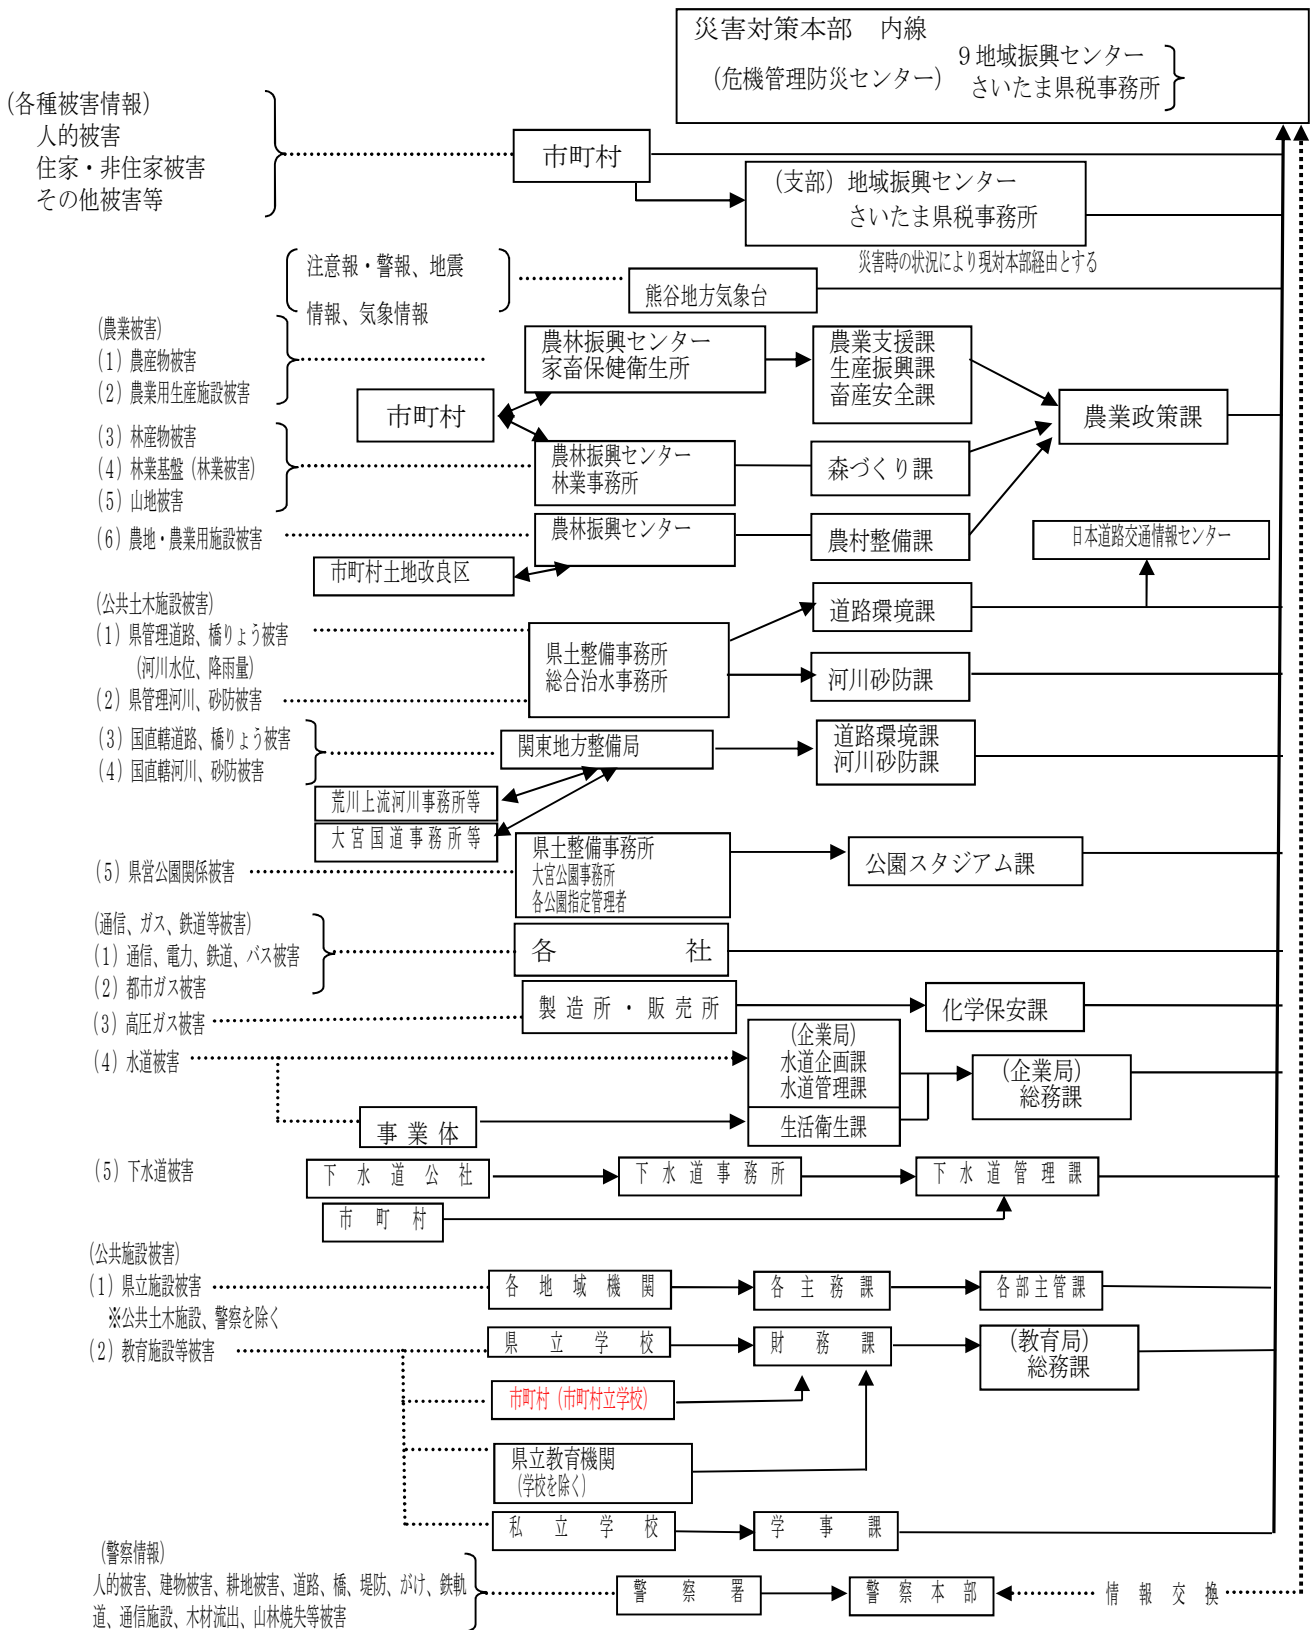 災害対策本部　内線
(危機管理防災センター)
９地域振興センター
さいたま県税事務所
(各種被害情報)
人的被害
住家・非住家被害
その他被害等
市町村
(支部) 地域振興センター
さいたま県税事務所
災害時の状況により現対本部経由とする
注意報・警報、地震
情報、気象情報
熊谷地方気象台
(農業被害)
(1) 農産物被害
(2) 農業用生産施設被害
農林振興センター
家畜保健衛生所
農業支援課
生産振興課
畜産安全課
市町村
農業政策課
(3) 林産物被害
(4) 林業基盤 (林業被害)
(5) 山地被害
農林振興センター
林業事務所
森づくり課
(6) 農地・農業用施設被害
農林振興センター
農村整備課
日本道路交通情報センター
市町村土地改良区
(公共土木施設被害)
(1) 県管理道路、橋りょう被害
(河川水位、降雨量)
(2) 県管理河川、砂防被害
県土整備事務所
総合治水事務所
道路環境課
河川砂防課
(3) 国直轄道路、橋りょう被害
(4) 国直轄河川、砂防被害
関東地方整備局
道路環境課
河川砂防課
荒川上流河川事務所等
大宮国道事務所等
(5) 県営公園関係被害
県土整備事務所
大宮公園事務所
各公園指定管理者
公園スタジアム課
(通信、ガス、鉄道等被害)
(1) 通信、電力、鉄道、バス被害
(2) 都市ガス被害
各　　　　社
(3) 高圧ガス被害
製造所・販売所
化学保安課
(4) 水道被害
(企業局)
水道企画課
水道管理課
生活衛生課
(企業局)
総務課
事業体
(5) 下水道被害
下水道公社
下水道事務所
下水道管理課
市町村
(公共施設被害)
(1) 県立施設被害
※公共土木施設、警察を除く
各地域機関
各主務課
各部主管課
(2) 教育施設等被害
県立学校
財務課
(教育局)
総務課
市町村 (市町村立学校)
県立教育機関
(学校を除く)
私立学校
学事課
(警察情報)
人的被害、建物被害、耕地被害、道路、橋、堤防、がけ、鉄軌
道、通信施設、木材流出、山林焼失等被害
警察署
警察本部
情報交換